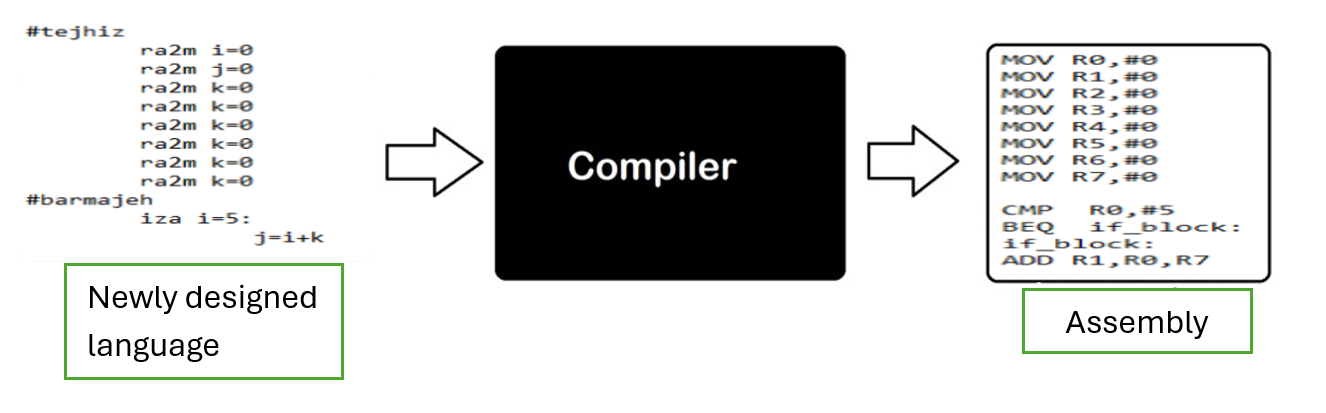 #tejhiz
ra2m i=0
ra2m j=0
ra2m k=0
ra2m k=0
ra2m k=0
ra2m k=0
ra2m k=0
ra2m k=0
#barmajeh
iza i=5:
j=i+k
Newly designed
language
Compiler
MOV R0,#0
MOV R1,#0
MOV R2,#0
MOV R3,#0
MOV R4,#0
MOV R5,#0
MOV R6,#0
MOV R7,#0
CMP R0,#5
BEQ if_block:
if_block:
ADD R1,R0,R7
Assembly